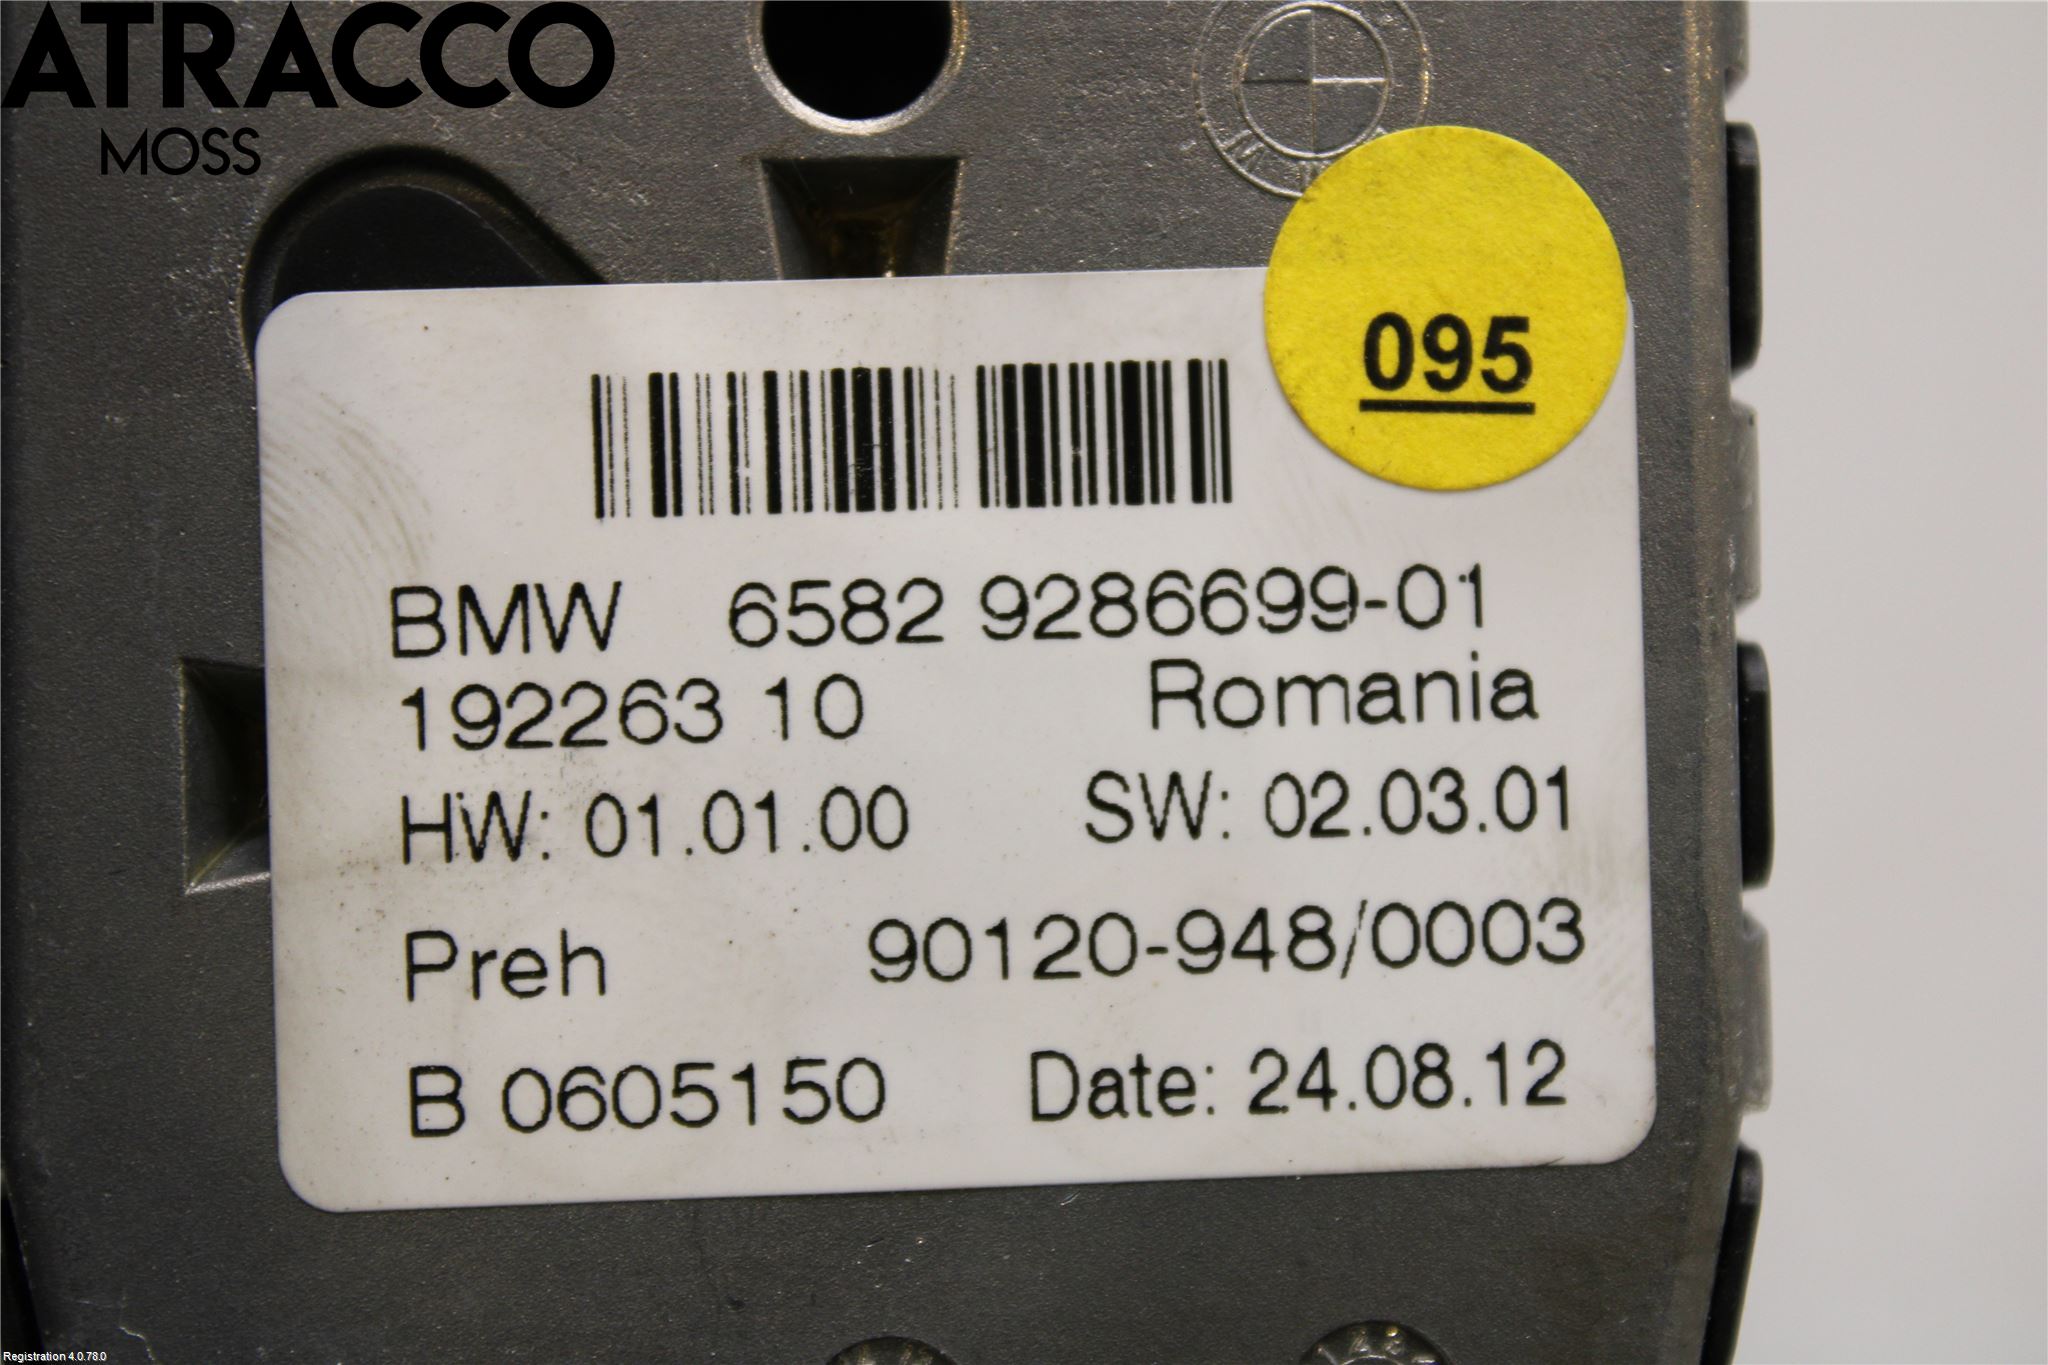 ATRACCO
MOSS
095
BMW 6582 9286699-01
192263 10 Romania
HW: 01.01.00 SW: 02.03.01
Preh 90120-948/0003
B 0605150 Date: 24.08.12
Registration 4.0.78.0